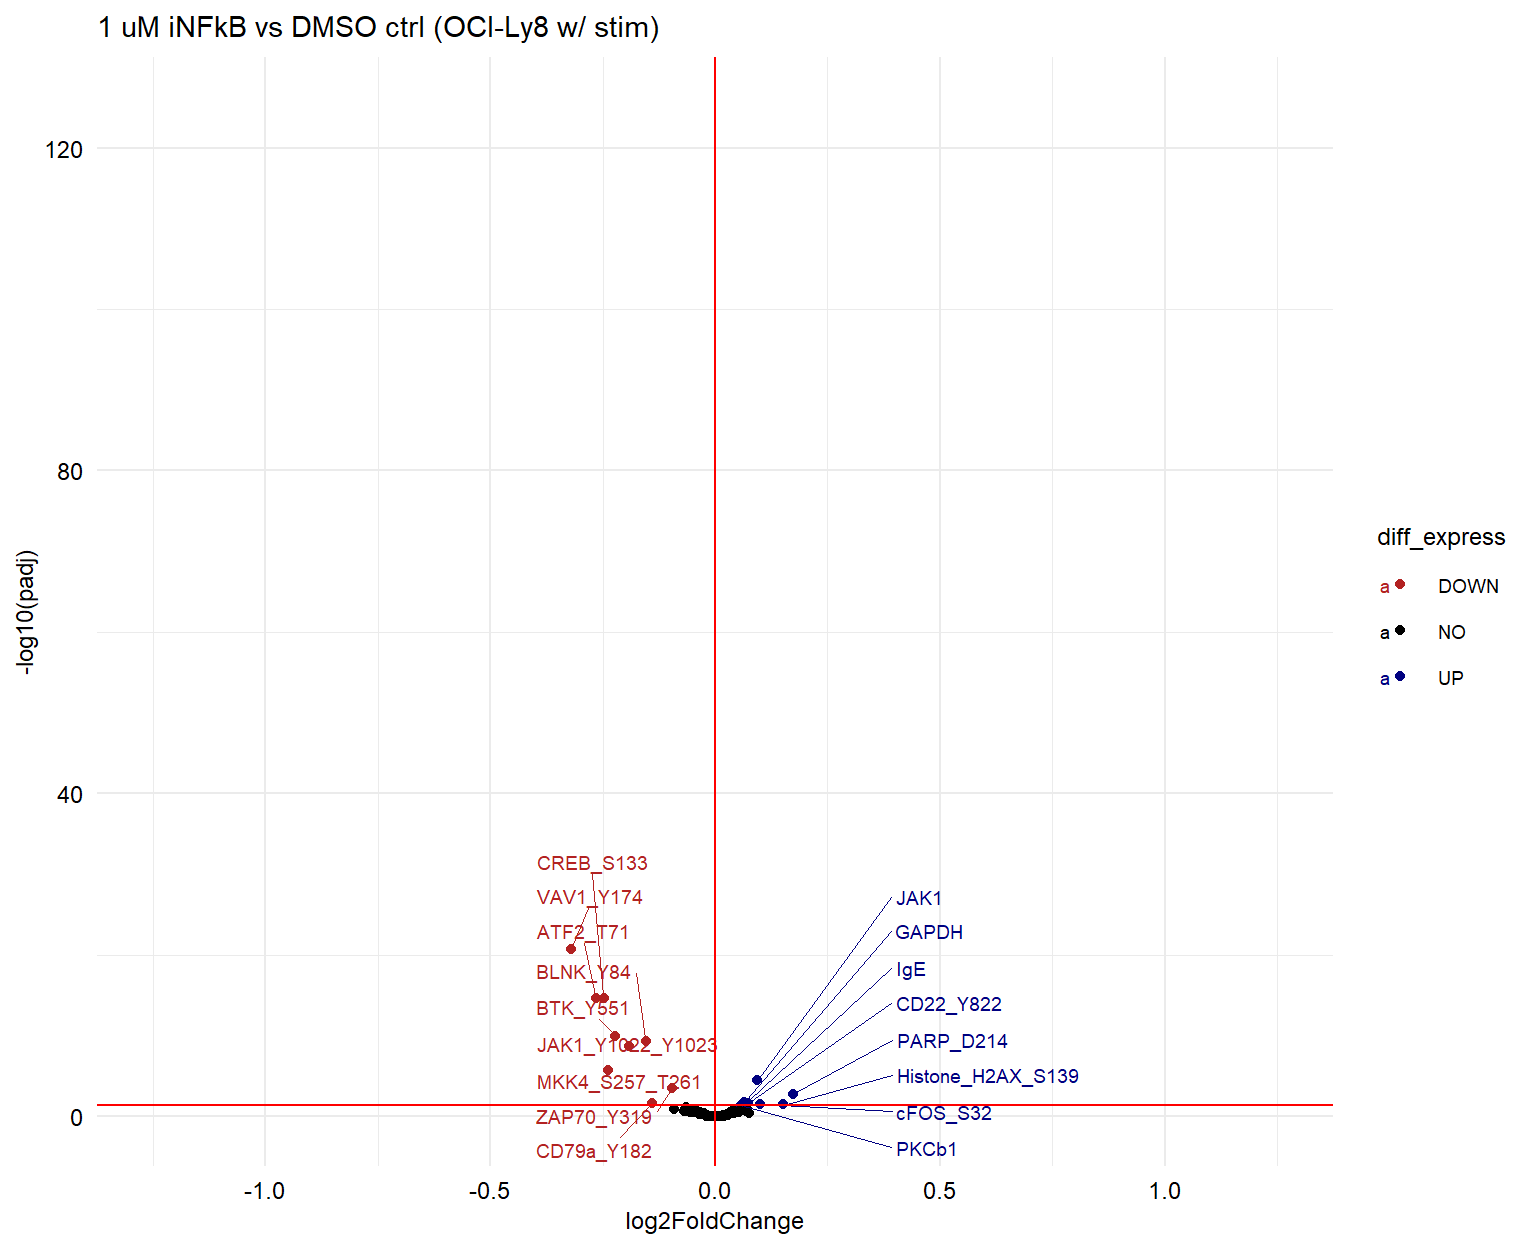 1 uM iNFkB vs DMSO ctrl (OCI-Ly8 w/ stim)
120
80
40
0
-log10(padj)
CREB_S133
VAV1_Y174
ATF2_T71
BLNK_Y84
BTK_Y551
JAK1_Y1022_Y1023
MKK4_S257_T261
ZAP70_Y319
CD79a_Y182
JAK1
GAPDH
IgE
CD22_Y822
PARP_D214
Histone_H2AX_S139
cFOS_S32
PKCb1
-1.0
-0.5
0.0
0.5
1.0
log2FoldChange
diff_express
a DOWN
a NO
a UP